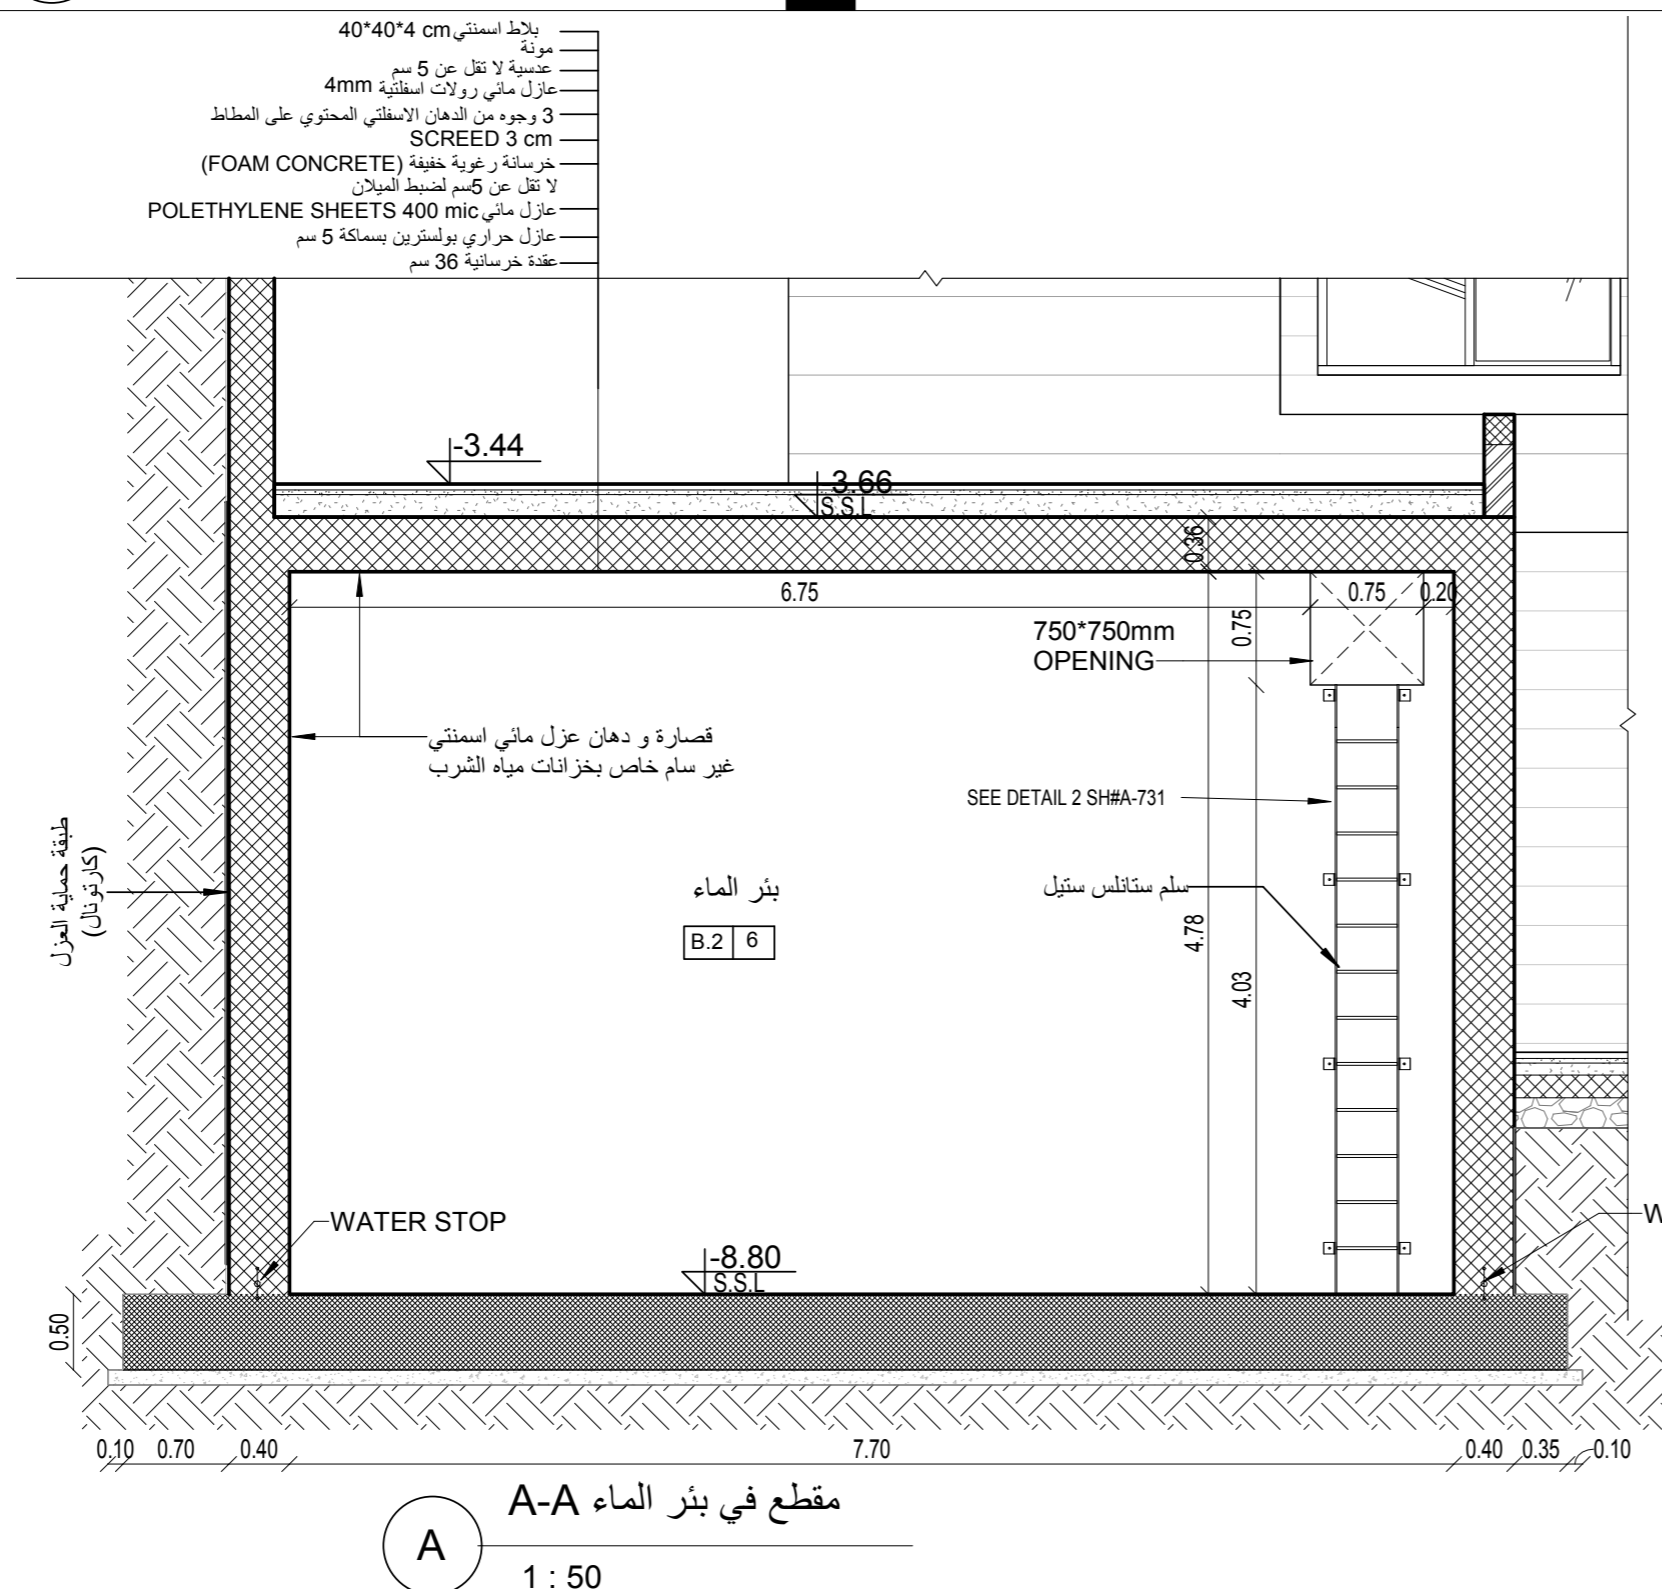 بلاط اسمنتي 40*40*4 cm
مونة
عدسية لا تقل عن 5 سم
عازل مائي رولات اسفلتية 4mm
3 وجوه من الدهان الاسفلتي المحتوي على المطاط
SCREED 3 cm
خرسانة رغوية خفيفة (FOAM CONCRETE)
لا تقل عن 5سم لضبط الميلان
عازل مائي POLETHYLENE SHEETS 400 mic
عازل حراري بولسترين بسماكة 5 سم
عقدة خرسانية 36 سم
-3.44
-3.66
S.S.L
0.36
6.75
0.75
0.20
0.75
750*750mm
OPENING
قصارة و دهان عزل مائي اسمنتي
غير سام خاص بخزانات مياه الشرب
SEE DETAIL 2 SH#A-731
طبقة حماية العزل
(كارتونال)
بئر الماء
سلم ستانلس ستيل
B.2 6
4.78
4.03
WATER STOP
W
-8.80
S.S.L
0.50
0.10 0.70 0.40 7.70 0.40 0.35 0.10
مقطع في بئر الماء A-A
A
1 : 50